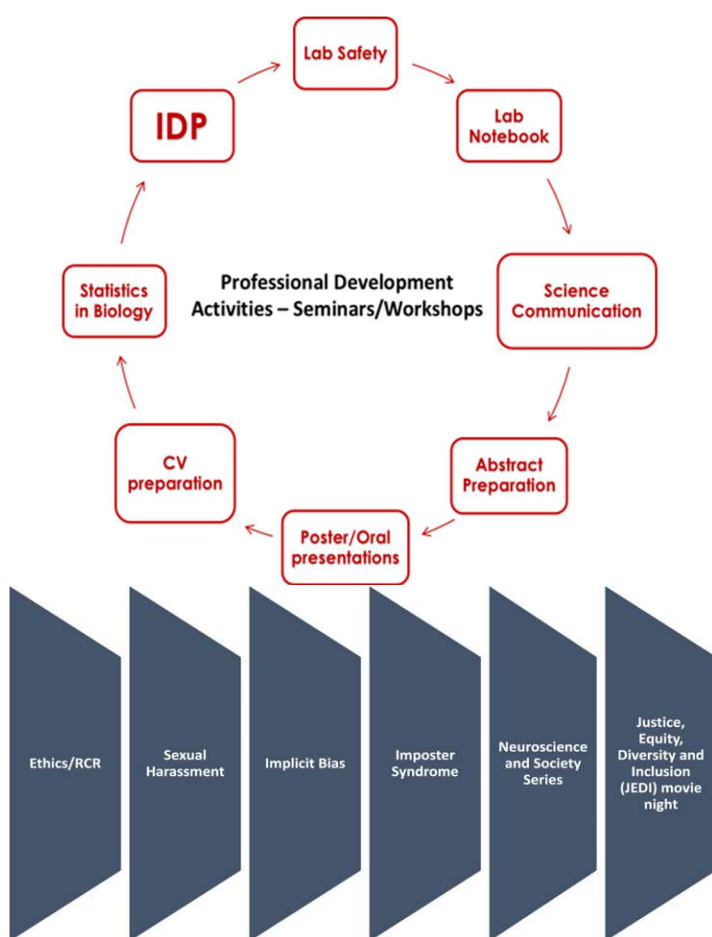 Lab Safety
Lab
Notebook
Science
Communication
Abstract
Preparation
Poster/Oral
presentations
CV
preparation
Statistics
in Biology
IDP
Professional Development
Activities – Seminars/Workshops
Ethics/RCR
Sexual
Harassment
Implicit Bias
Imposter
Syndrome
Neuroscience
and Society
Series
Justice,
Equity,
Diversity and
Inclusion
(JEDI) movie
night